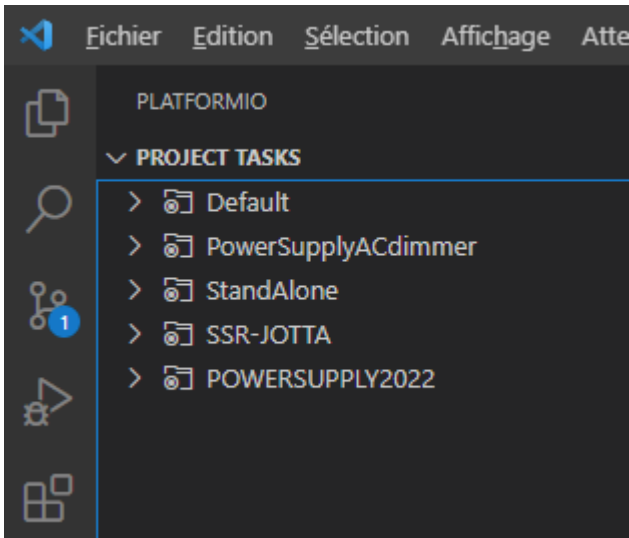 Fichier Edition Sélection Affichage Atte
PLATFORMIO
PROJECT TASKS
Default
PowerSupplyACdimmer
StandAlone
1
SSR-JOTTA
POWERSUPPLY2022